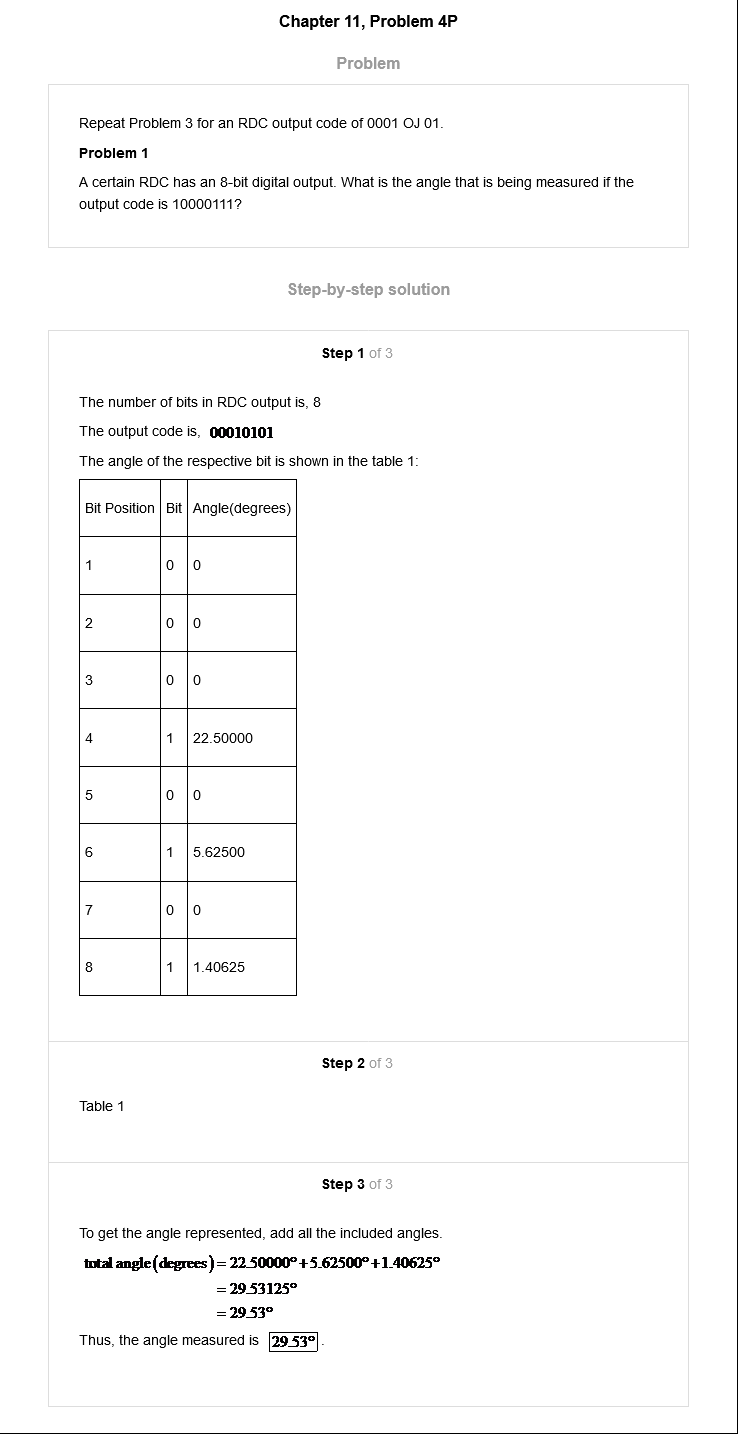 Chapter 11, Problem 4P
Problem
Repeat Problem 3 for an RDC output code of 0001 OJ 01.
Problem 1
A certain RDC has an 8-bit digital output. What is the angle that is being measured if the
output code is 10000111?
Step-by-step solution
Step 1 of 3
The number of bits in RDC output is, 8
The output code is, 00010101
The angle of the respective bit is shown in the table 1:
Bit Position Bit Angle(degrees)
1 0 0
2 0 0
3 0 0
4 1 22.50000
5 0 0
6 1 5.62500
7 0 0
8 1 1.40625
Step 2 of 3
Table 1
Step 3 of 3
To get the angle represented, add all the included angles.
total angle(degrees) = 22.50000° + 5.62500° + 1.40625°
= 29.53125°
= 29.53°
Thus, the angle measured is 29.53° .